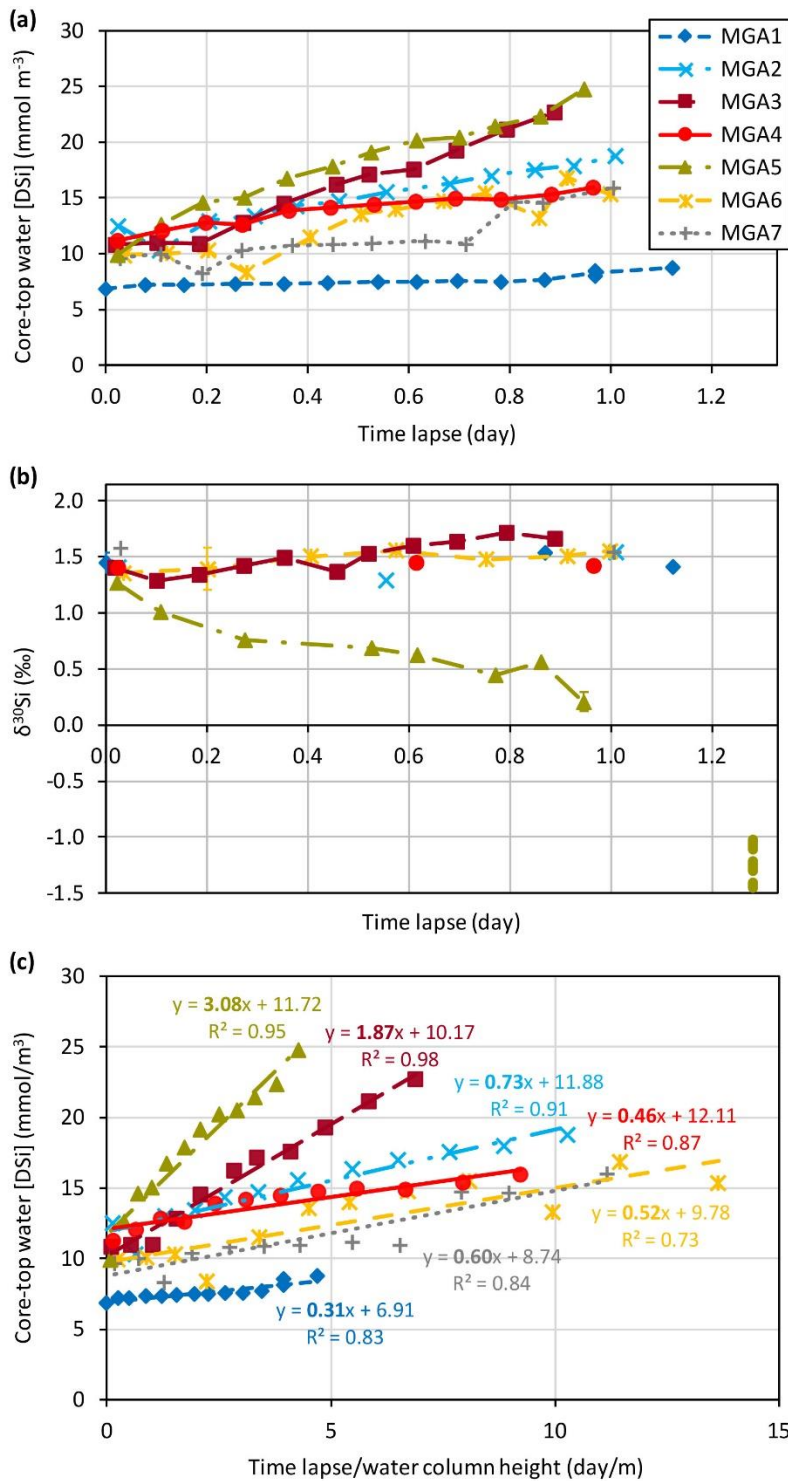 (a)
30
25
20
15
10
5
0
Core-top water [DSi] (mmol m⁻³)
MGA1
MGA2
MGA3
MGA4
MGA5
MGA6
MGA7
0.0 0.2 0.4 0.6 0.8 1.0 1.2
Time lapse (day)
(b)
2.0
1.5
1.0
0.5
0.0
-0.5
-1.0
-1.5
δ³⁰Si (‰)
0.0 0.2 0.4 0.6 0.8 1.0 1.2
Time lapse (day)
(c)
30
25
20
15
10
5
0
Core-top water [DSi] (mmol/m³)
y = 3.08x + 11.72
R² = 0.95
y = 1.87x + 10.17
R² = 0.98
y = 0.73x + 11.88
R² = 0.91
y = 0.46x + 12.11
R² = 0.87
y = 0.52x + 9.78
R² = 0.73
y = 0.60x + 8.74
R² = 0.84
y = 0.31x + 6.91
R² = 0.83
0 5 10 15
Time lapse/water column height (day/m)